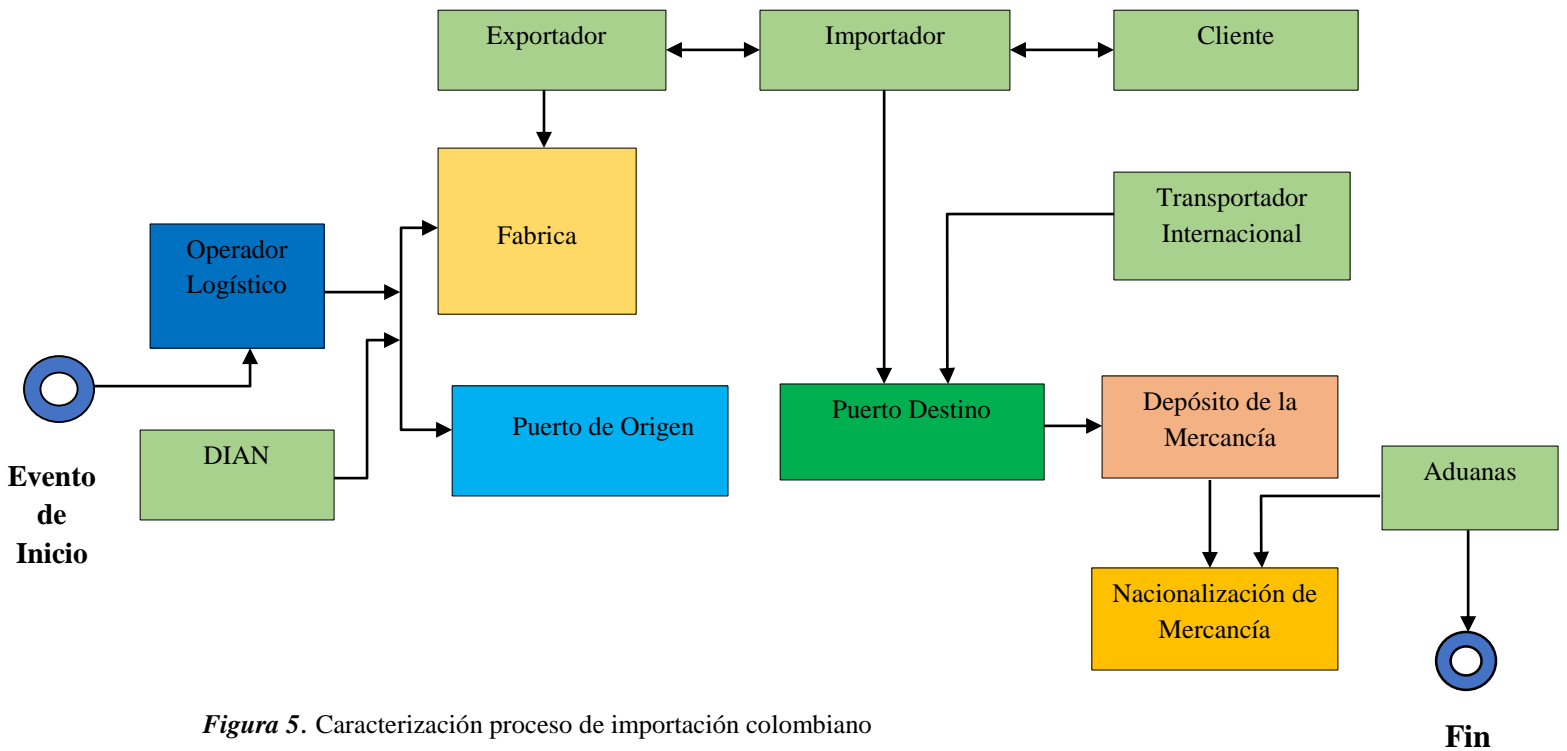 Exportador
Importador
Cliente
Fabrica
Transportador
Internacional
Operador
Logístico
Puerto de Origen
Puerto Destino
Depósito de la
Mercancía
DIAN
Aduanas
Evento
de
Inicio
Nacionalización de
Mercancía
Figura 5. Caracterización proceso de importación colombiano
Fin